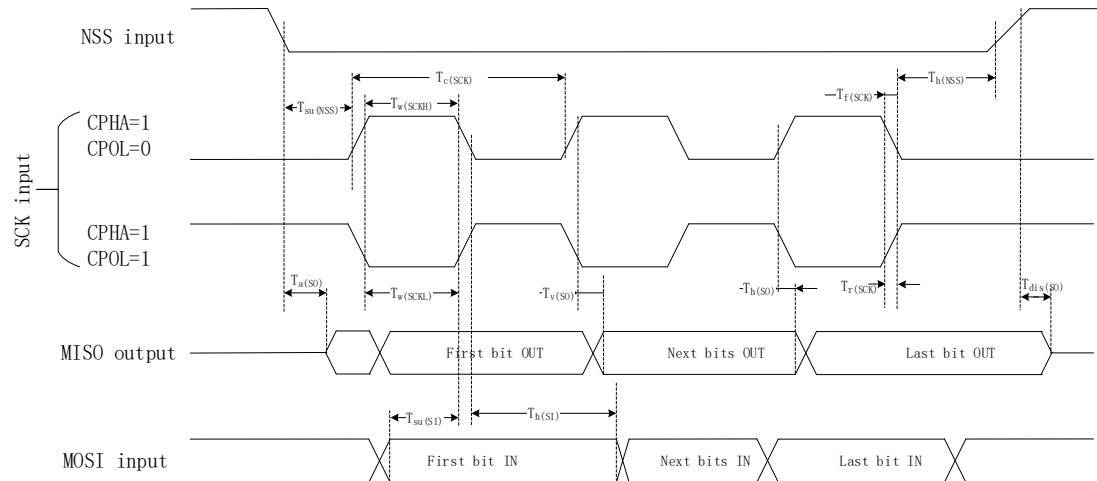 NSS input
Tc(SCK)
Th(NSS)
Tsu(NSS)
Tw(SCKH)
Tf(SCK)
SCK input
CPHA=1
CPOL=0
CPHA=1
CPOL=1
Ta(SO)
Tw(SCKL)
Tv(SO)
Th(SO)
Tr(SCK)
Tdis(SO)
MISO output
First bit OUT
Next bits OUT
Last bit OUT
Tsu(SI)
Th(SI)
MOSI input
First bit IN
Next bits IN
Last bit IN